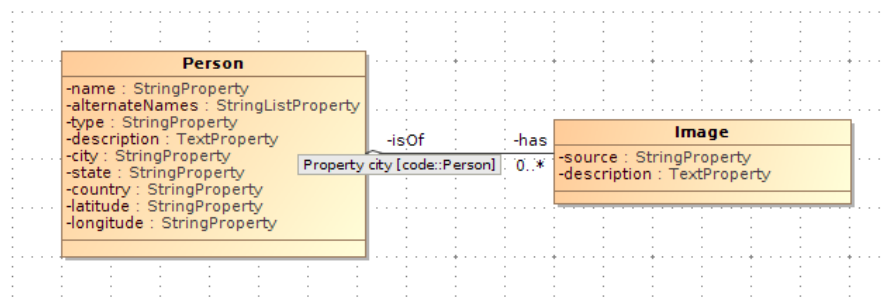 Person
-name : StringProperty
-alternateNames : StringListProperty
-type : StringProperty
-description : TextProperty
-city : StringProperty
-state : StringProperty
-country : StringProperty
-latitude : StringProperty
-longitude : StringProperty
-isOf
-has
Property city [code::Person]
0..*
Image
-source : StringProperty
-description : TextProperty